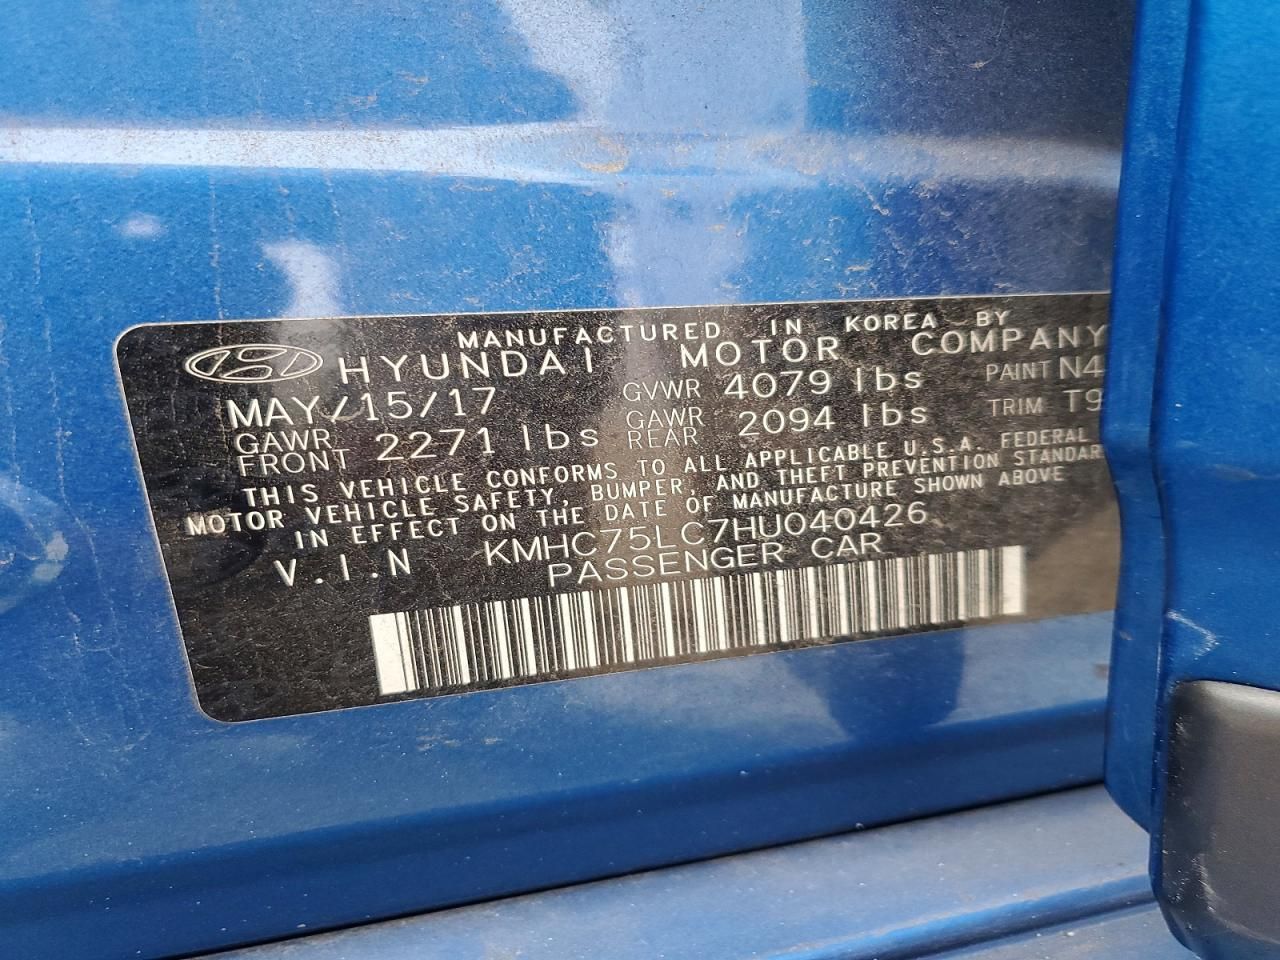 MANUFACTURED IN KOREA BY
HYUNDAI MOTOR COMPANY
MAY/15/17 GVWR 4079 lbs PAINT N4
GAWR FRONT 2271 lbs GAWR REAR 2094 lbs TRIM T9
THIS VEHICLE CONFORMS TO ALL APPLICABLE U.S.A. FEDERAL
MOTOR VEHICLE SAFETY, BUMPER, AND THEFT PREVENTION STANDAR
IN EFFECT ON THE DATE OF MANUFACTURE SHOWN ABOVE
V.I.N KMHC75LC7HU040426
PASSENGER CAR